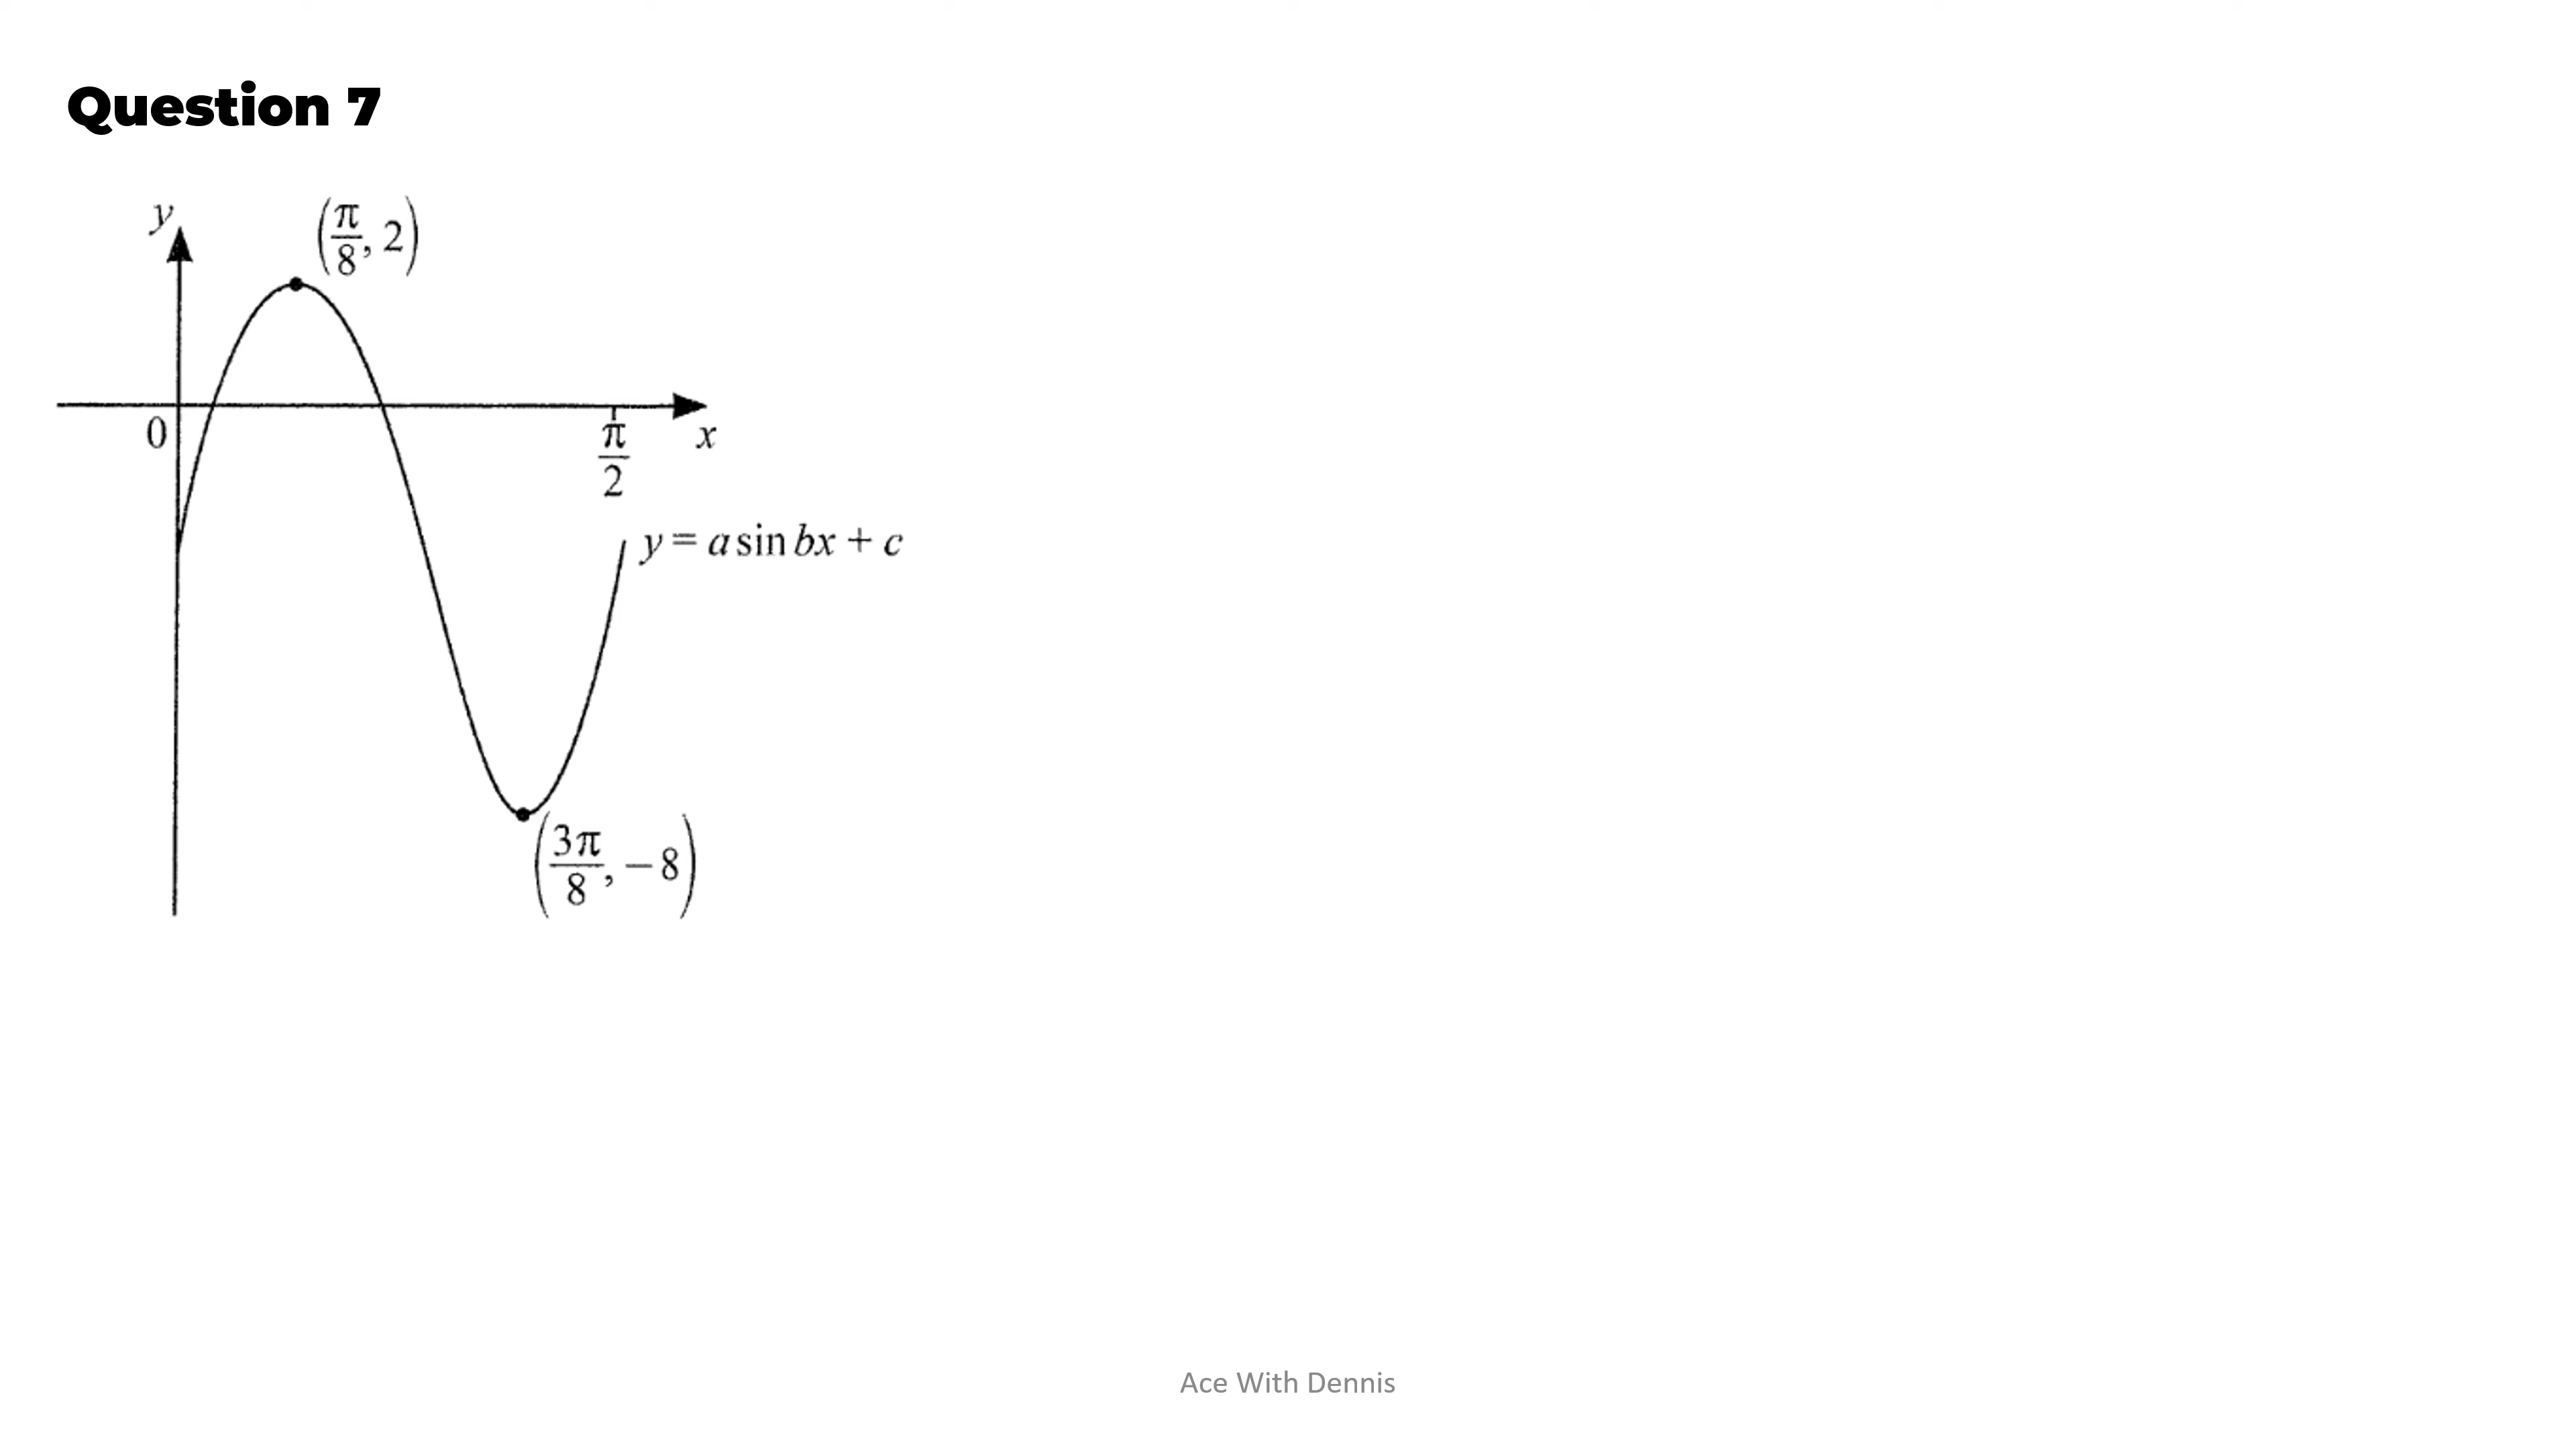 Question 7
y
(π/8, 2)
0
π/2
x
y = a sin bx + c
(3π/8, −8)
Ace With Dennis